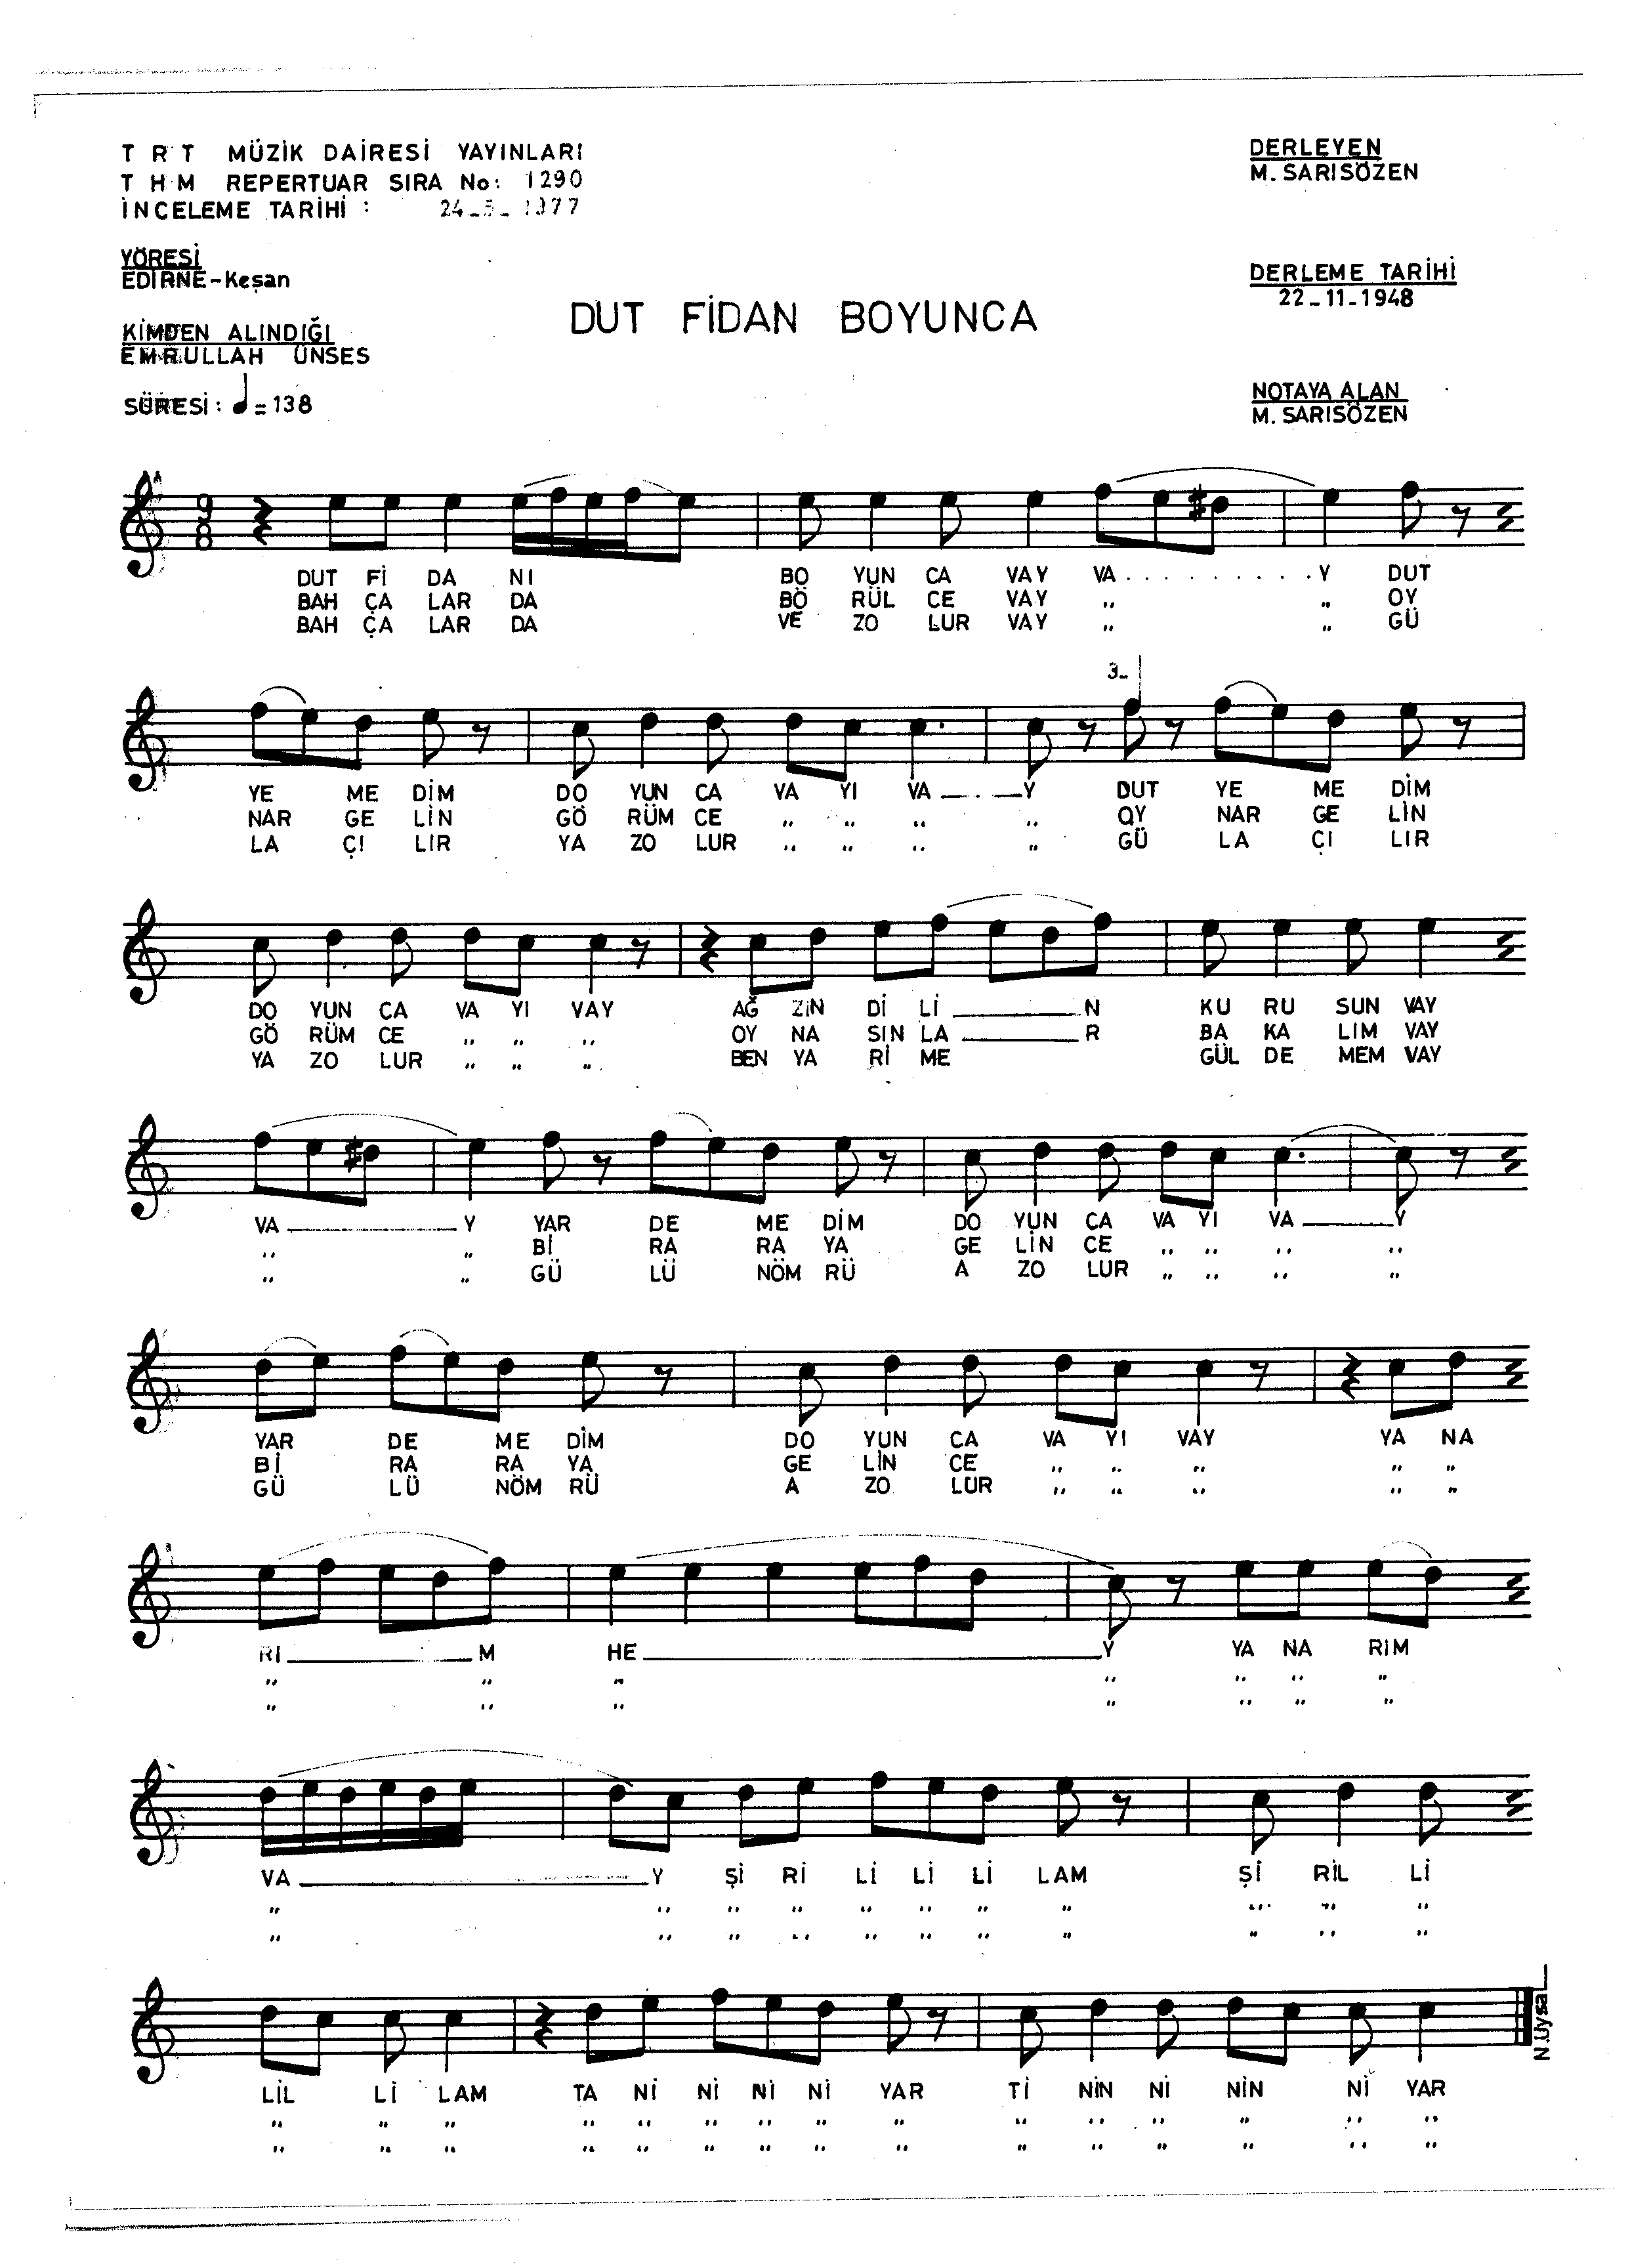 T R T MÜZİK DAİRESİ YAYINLARI
T H M REPERTUAR SIRA No: 1290
İNCELEME TARİHİ : 24_5_1977
YÖRESİ
EDİRNE-Keşan
KİMDEN ALINDIĞI
EMRULLAH ÜNSES
SÜRESİ: ♩=138
DERLEYEN
M. SARISÖZEN
DERLEME TARİHİ
22_11_1948
NOTAYA ALAN
M. SARISÖZEN
DUT FİDAN BOYUNCA
9
8
DUT Fİ DA NI BO YUN CA VAY VA . . . . . . . . . . Y DUT
BAH ÇA LAR DA BÖ RÜL CE VAY " " OY
BAH ÇA LAR DA VE ZO LUR VAY " " GÜ
3_
YE ME DİM DO YUN CA VA YI VA _ . _ Y DUT YE ME DİM
NAR GE LİN GÖ RÜM CE " " " " OY NAR GE LİN
LA ÇI LIR YA ZO LUR " " " " GÜ LA ÇI LIR
DO YUN CA VA YI VAY AĞ ZIN Dİ Lİ _ N KU RU SUN VAY
GÖ RÜM CE " " " OY NA SIN LA _ R BA KA LIM VAY
YA ZO LUR " " " BEN YA Rİ ME GÜL DE MEM VAY
VA _ Y YAR DE ME DİM DO YUN CA VA YI VA _ Y
" " Bİ RA RA YA GE LİN CE " " " "
" " GÜ LÜ NÖM RÜ A ZO LUR " " " "
YAR DE ME DİM DO YUN CA VA YI VAY YA NA
Bİ RA RA YA GE LİN CE " " " " "
GÜ LÜ NÖM RÜ A ZO LUR " " " " "
RI _ M HE _ Y YA NA RIM
" " " " " " "
" " " " " " "
VA _ Y Şİ Rİ Lİ Lİ Lİ LAM Şİ RİL Lİ
" " " " " " " " " " "
" " " " " " " " " " "
LİL Lİ LAM TA Nİ Nİ Nİ Nİ YAR Tİ NİN Nİ NİN Nİ YAR
" " " " " " " " " " " " " " "
" " " " " " " " " " " " " " "
N.Uysal